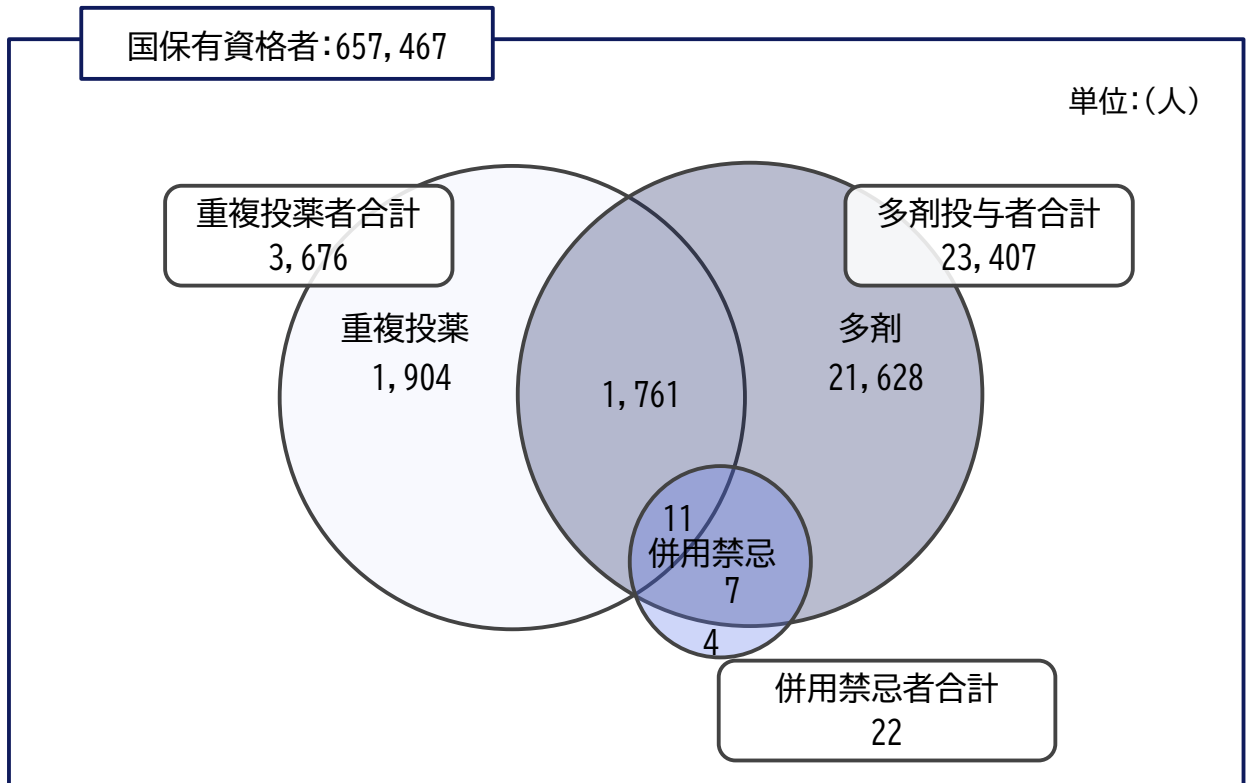 国保有資格者:657,467
単位:(人)
重複投薬者合計
3,676
多剤投与者合計
23,407
重複投薬
1,904
1,761
多剤
21,628
11
併用禁忌
7
4
併用禁忌者合計
22